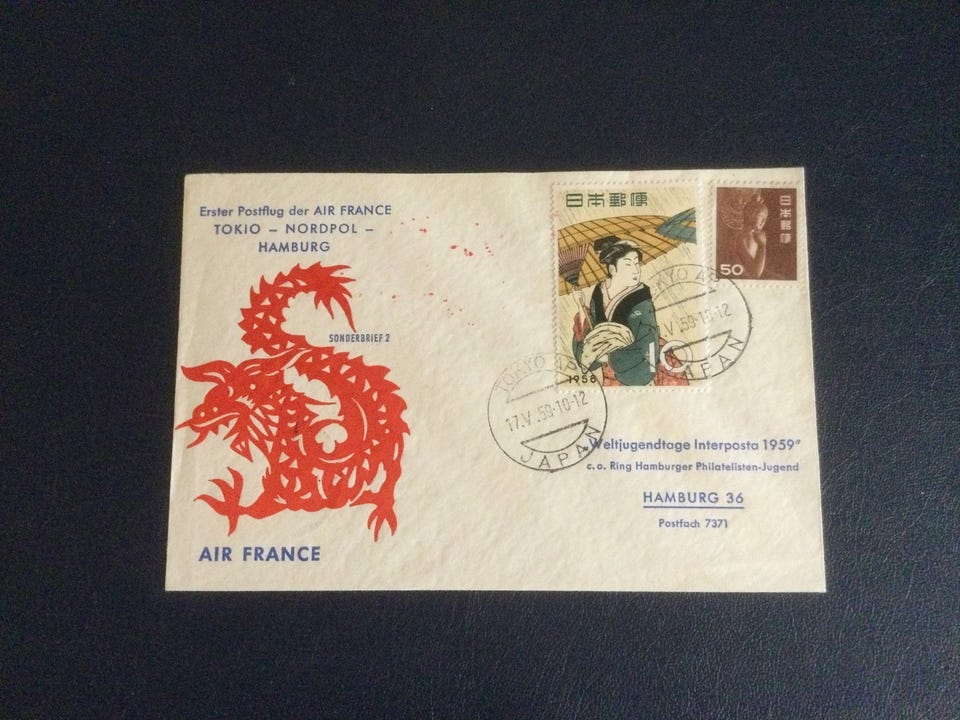 Erster Postflug der AIR FRANCE
TOKIO – NORDPOL –
HAMBURG
SONDERBRIEF 2
AIR FRANCE
日本郵便
10
1958
日本郵便
50
TOKYO
.V.59-10-12
JAPAN
TOKYO AP
17.V.59-10-12
JAPAN
„Weltjugendtage Interposta 1959"
c.o. Ring Hamburger Philatelisten-Jugend
HAMBURG 36
Postfach 7371